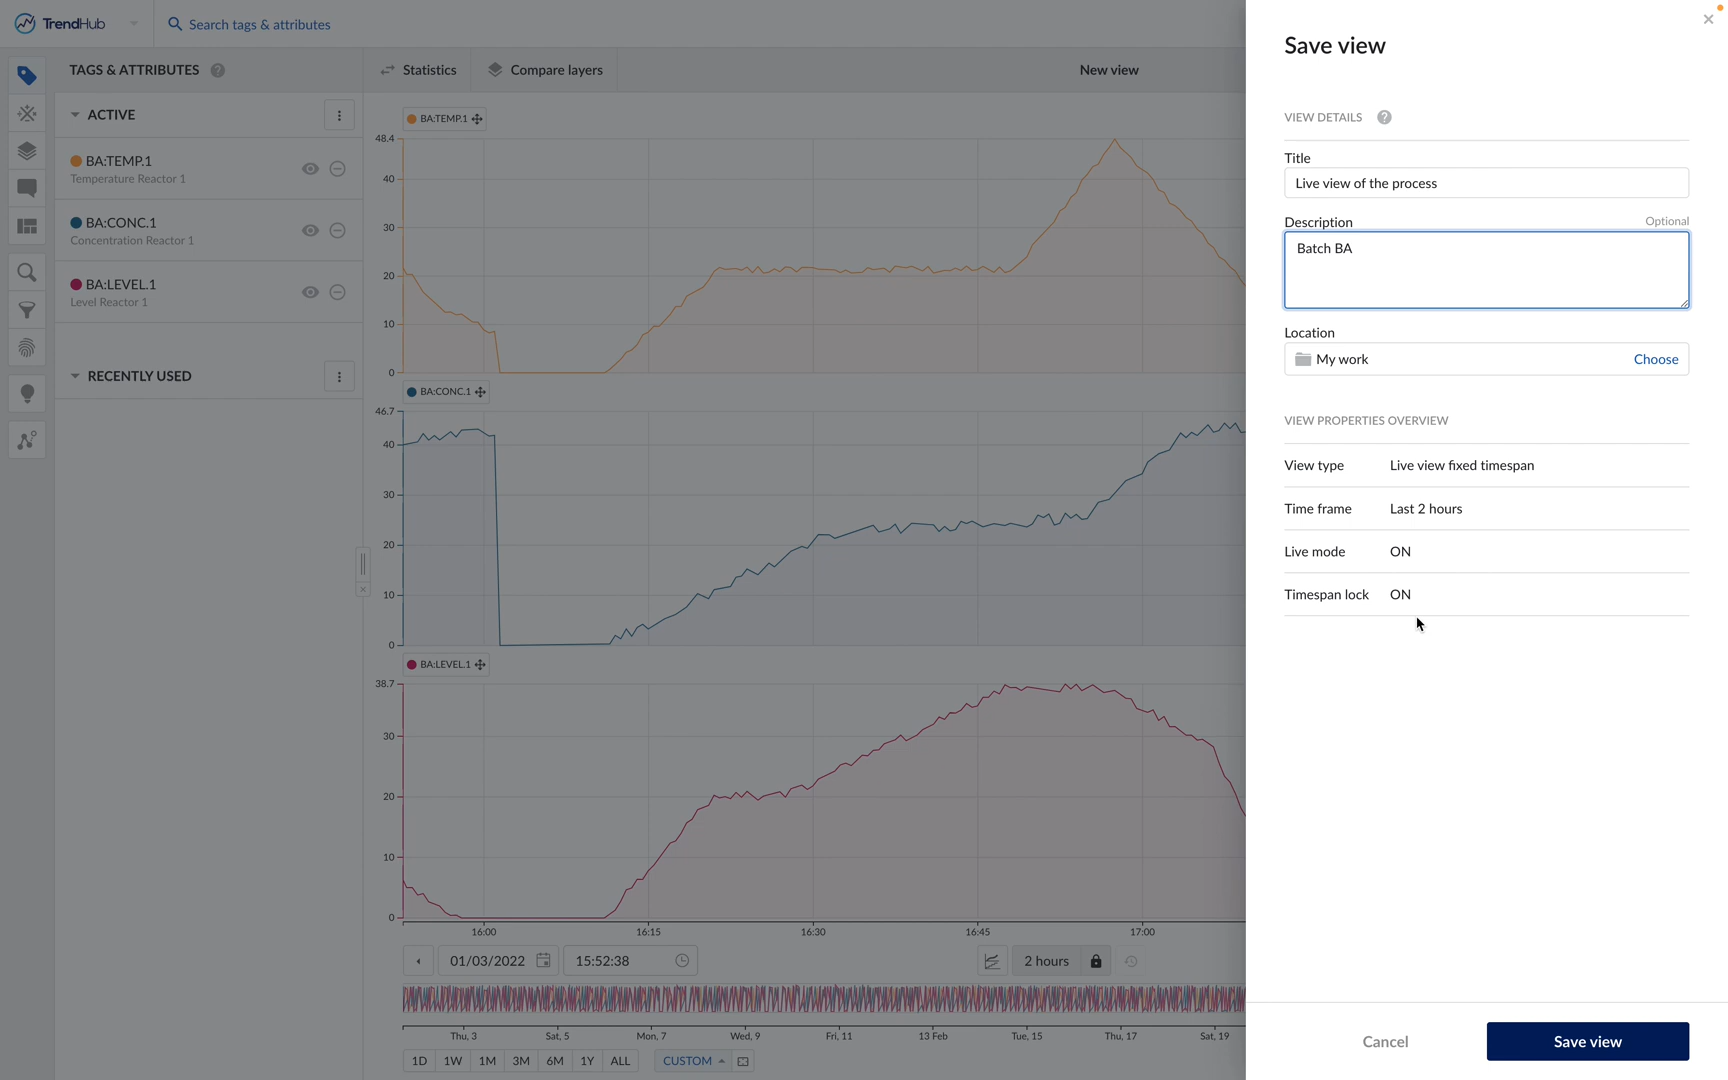 TrendHub
Search tags & attributes
TAGS & ATTRIBUTES ?
ACTIVE
BA:TEMP.1
Temperature Reactor 1
BA:CONC.1
Concentration Reactor 1
BA:LEVEL.1
Level Reactor 1
RECENTLY USED
Statistics
Compare layers
New view
BA:TEMP.1
48.4
40
30
20
10
0
BA:CONC.1
46.7
40
30
20
10
0
BA:LEVEL.1
38.7
30
20
10
0
16:00 16:15 16:30 16:45 17:00
01/03/2022 15:52:38 2 hours
Thu, 3 Sat, 5 Mon, 7 Wed, 9 Fri, 11 13 Feb Tue, 15 Thu, 17 Sat, 19
1D 1W 1M 3M 6M 1Y ALL CUSTOM
Save view
VIEW DETAILS ?
Title
Live view of the process
Description Optional
Batch BA
Location
My work Choose
VIEW PROPERTIES OVERVIEW
View type Live view fixed timespan
Time frame Last 2 hours
Live mode ON
Timespan lock ON
Cancel Save view